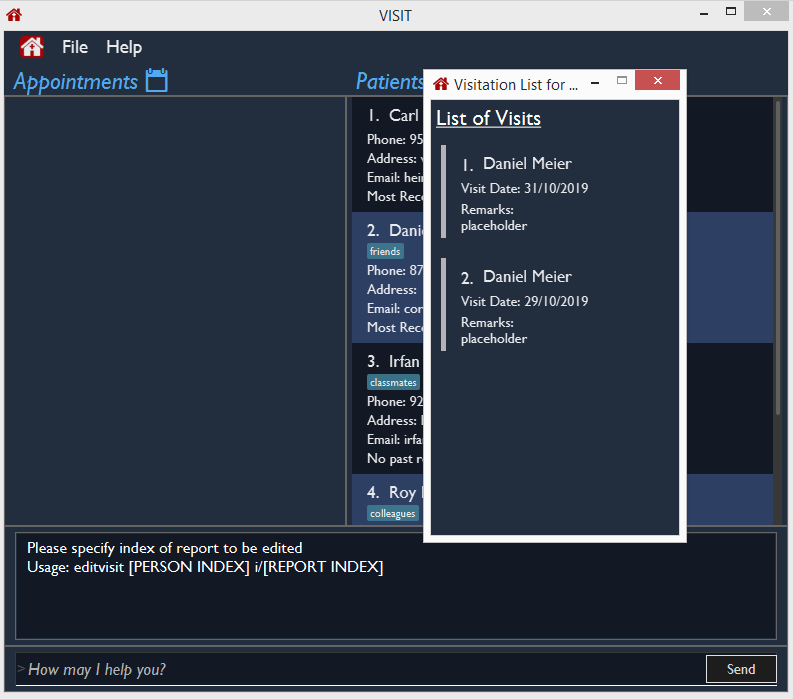 VISIT
File Help
Appointments
Patients
1. Carl
Phone: 95
Address:
Email: hei
Most Rece
2. Dani
friends
Phone: 87
Address:
Email: cor
Most Rece
3. Irfan
classmates
Phone: 92
Address:
Email: irfa
No past r
4. Roy
colleagues
Visitation List for ...
List of Visits
1. Daniel Meier
Visit Date: 31/10/2019
Remarks:
placeholder
2. Daniel Meier
Visit Date: 29/10/2019
Remarks:
placeholder
Please specify index of report to be edited
Usage: editvisit [PERSON INDEX] i/[REPORT INDEX]
> How may I help you?
Send